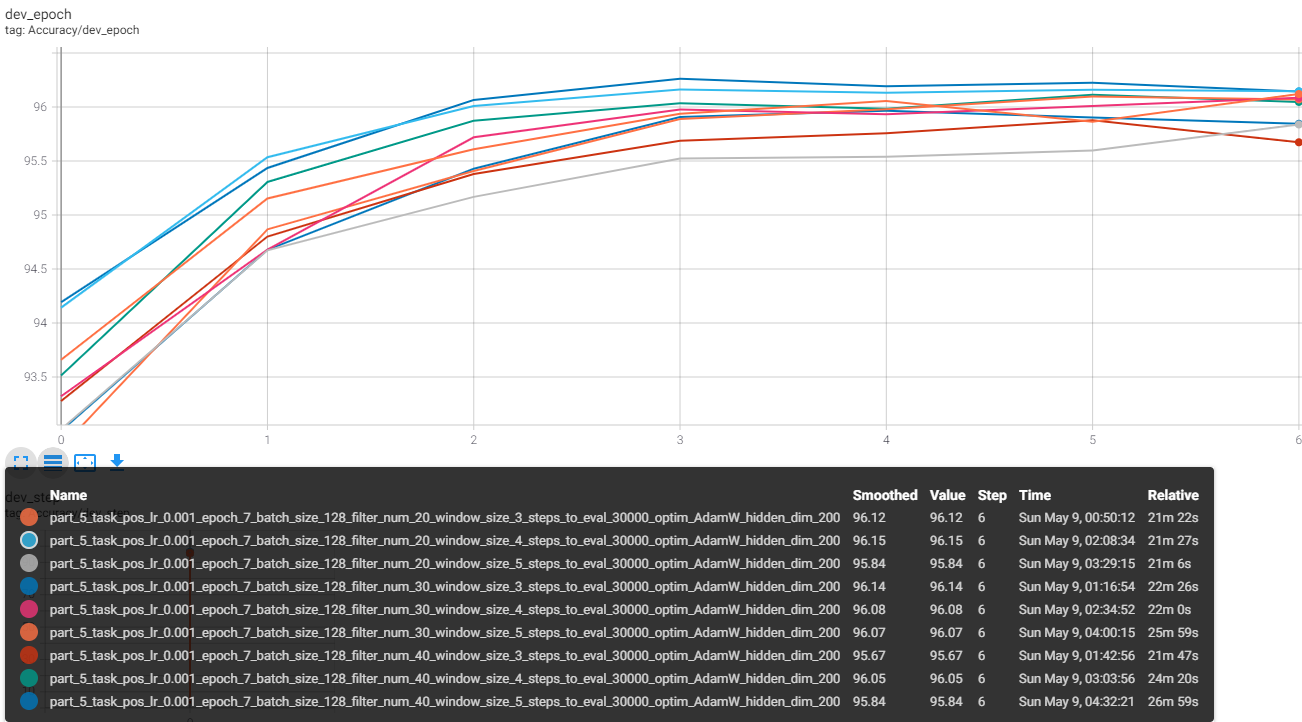 dev_epoch
tag: Accuracy/dev_epoch
96
95.5
95
94.5
94
93.5
0 1 2 3 4 5 6
dev_step
Name Smoothed Value Step Time Relative
part_5_task_pos_lr_0.001_epoch_7_batch_size_128_filter_num_20_window_size_3_steps_to_eval_30000_optim_AdamW_hidden_dim_200 96.12 96.12 6 Sun May 9, 00:50:12 21m 22s
part_5_task_pos_lr_0.001_epoch_7_batch_size_128_filter_num_20_window_size_4_steps_to_eval_30000_optim_AdamW_hidden_dim_200 96.15 96.15 6 Sun May 9, 02:08:34 21m 27s
part_5_task_pos_lr_0.001_epoch_7_batch_size_128_filter_num_20_window_size_5_steps_to_eval_30000_optim_AdamW_hidden_dim_200 95.84 95.84 6 Sun May 9, 03:29:15 21m 6s
part_5_task_pos_lr_0.001_epoch_7_batch_size_128_filter_num_30_window_size_3_steps_to_eval_30000_optim_AdamW_hidden_dim_200 96.14 96.14 6 Sun May 9, 01:16:54 22m 26s
part_5_task_pos_lr_0.001_epoch_7_batch_size_128_filter_num_30_window_size_4_steps_to_eval_30000_optim_AdamW_hidden_dim_200 96.08 96.08 6 Sun May 9, 02:34:52 22m 0s
part_5_task_pos_lr_0.001_epoch_7_batch_size_128_filter_num_30_window_size_5_steps_to_eval_30000_optim_AdamW_hidden_dim_200 96.07 96.07 6 Sun May 9, 04:00:15 25m 59s
part_5_task_pos_lr_0.001_epoch_7_batch_size_128_filter_num_40_window_size_3_steps_to_eval_30000_optim_AdamW_hidden_dim_200 95.67 95.67 6 Sun May 9, 01:42:56 21m 47s
part_5_task_pos_lr_0.001_epoch_7_batch_size_128_filter_num_40_window_size_4_steps_to_eval_30000_optim_AdamW_hidden_dim_200 96.05 96.05 6 Sun May 9, 03:03:56 24m 20s
part_5_task_pos_lr_0.001_epoch_7_batch_size_128_filter_num_40_window_size_5_steps_to_eval_30000_optim_AdamW_hidden_dim_200 95.84 95.84 6 Sun May 9, 04:32:21 26m 59s